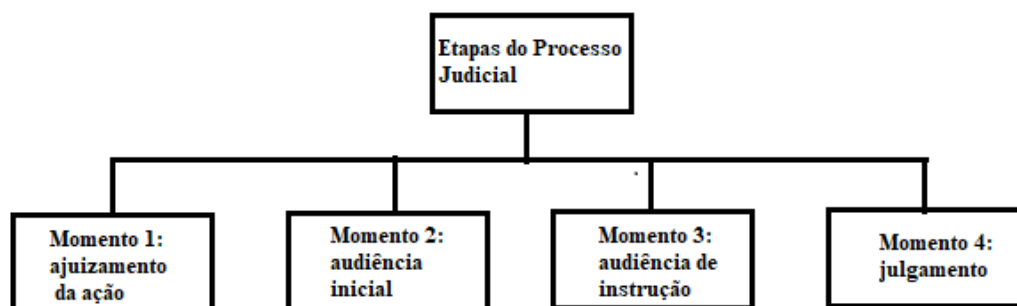 Etapas do Processo
Judicial
Momento 1:
ajuizamento
da ação
Momento 2:
audiência
inicial
Momento 3:
audiência de
instrução
Momento 4:
julgamento